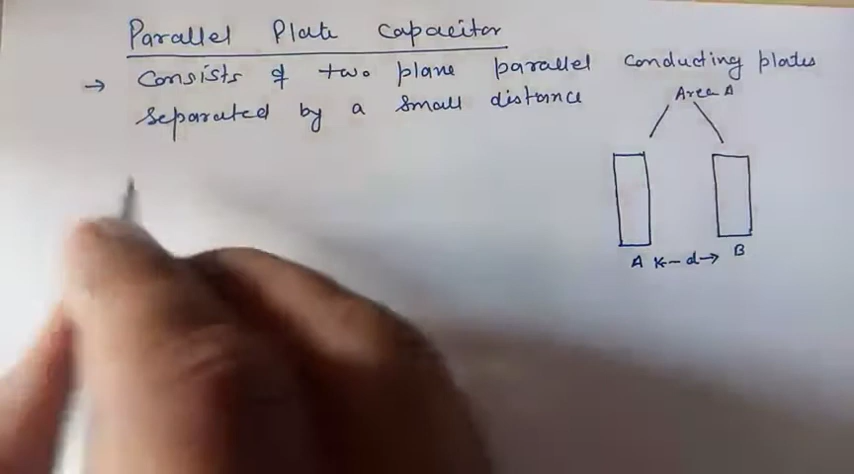 Parallel Plate Capacitor
→ Consists of two plane parallel conducting plates
separated by a small distance
Area A
A ← d → B